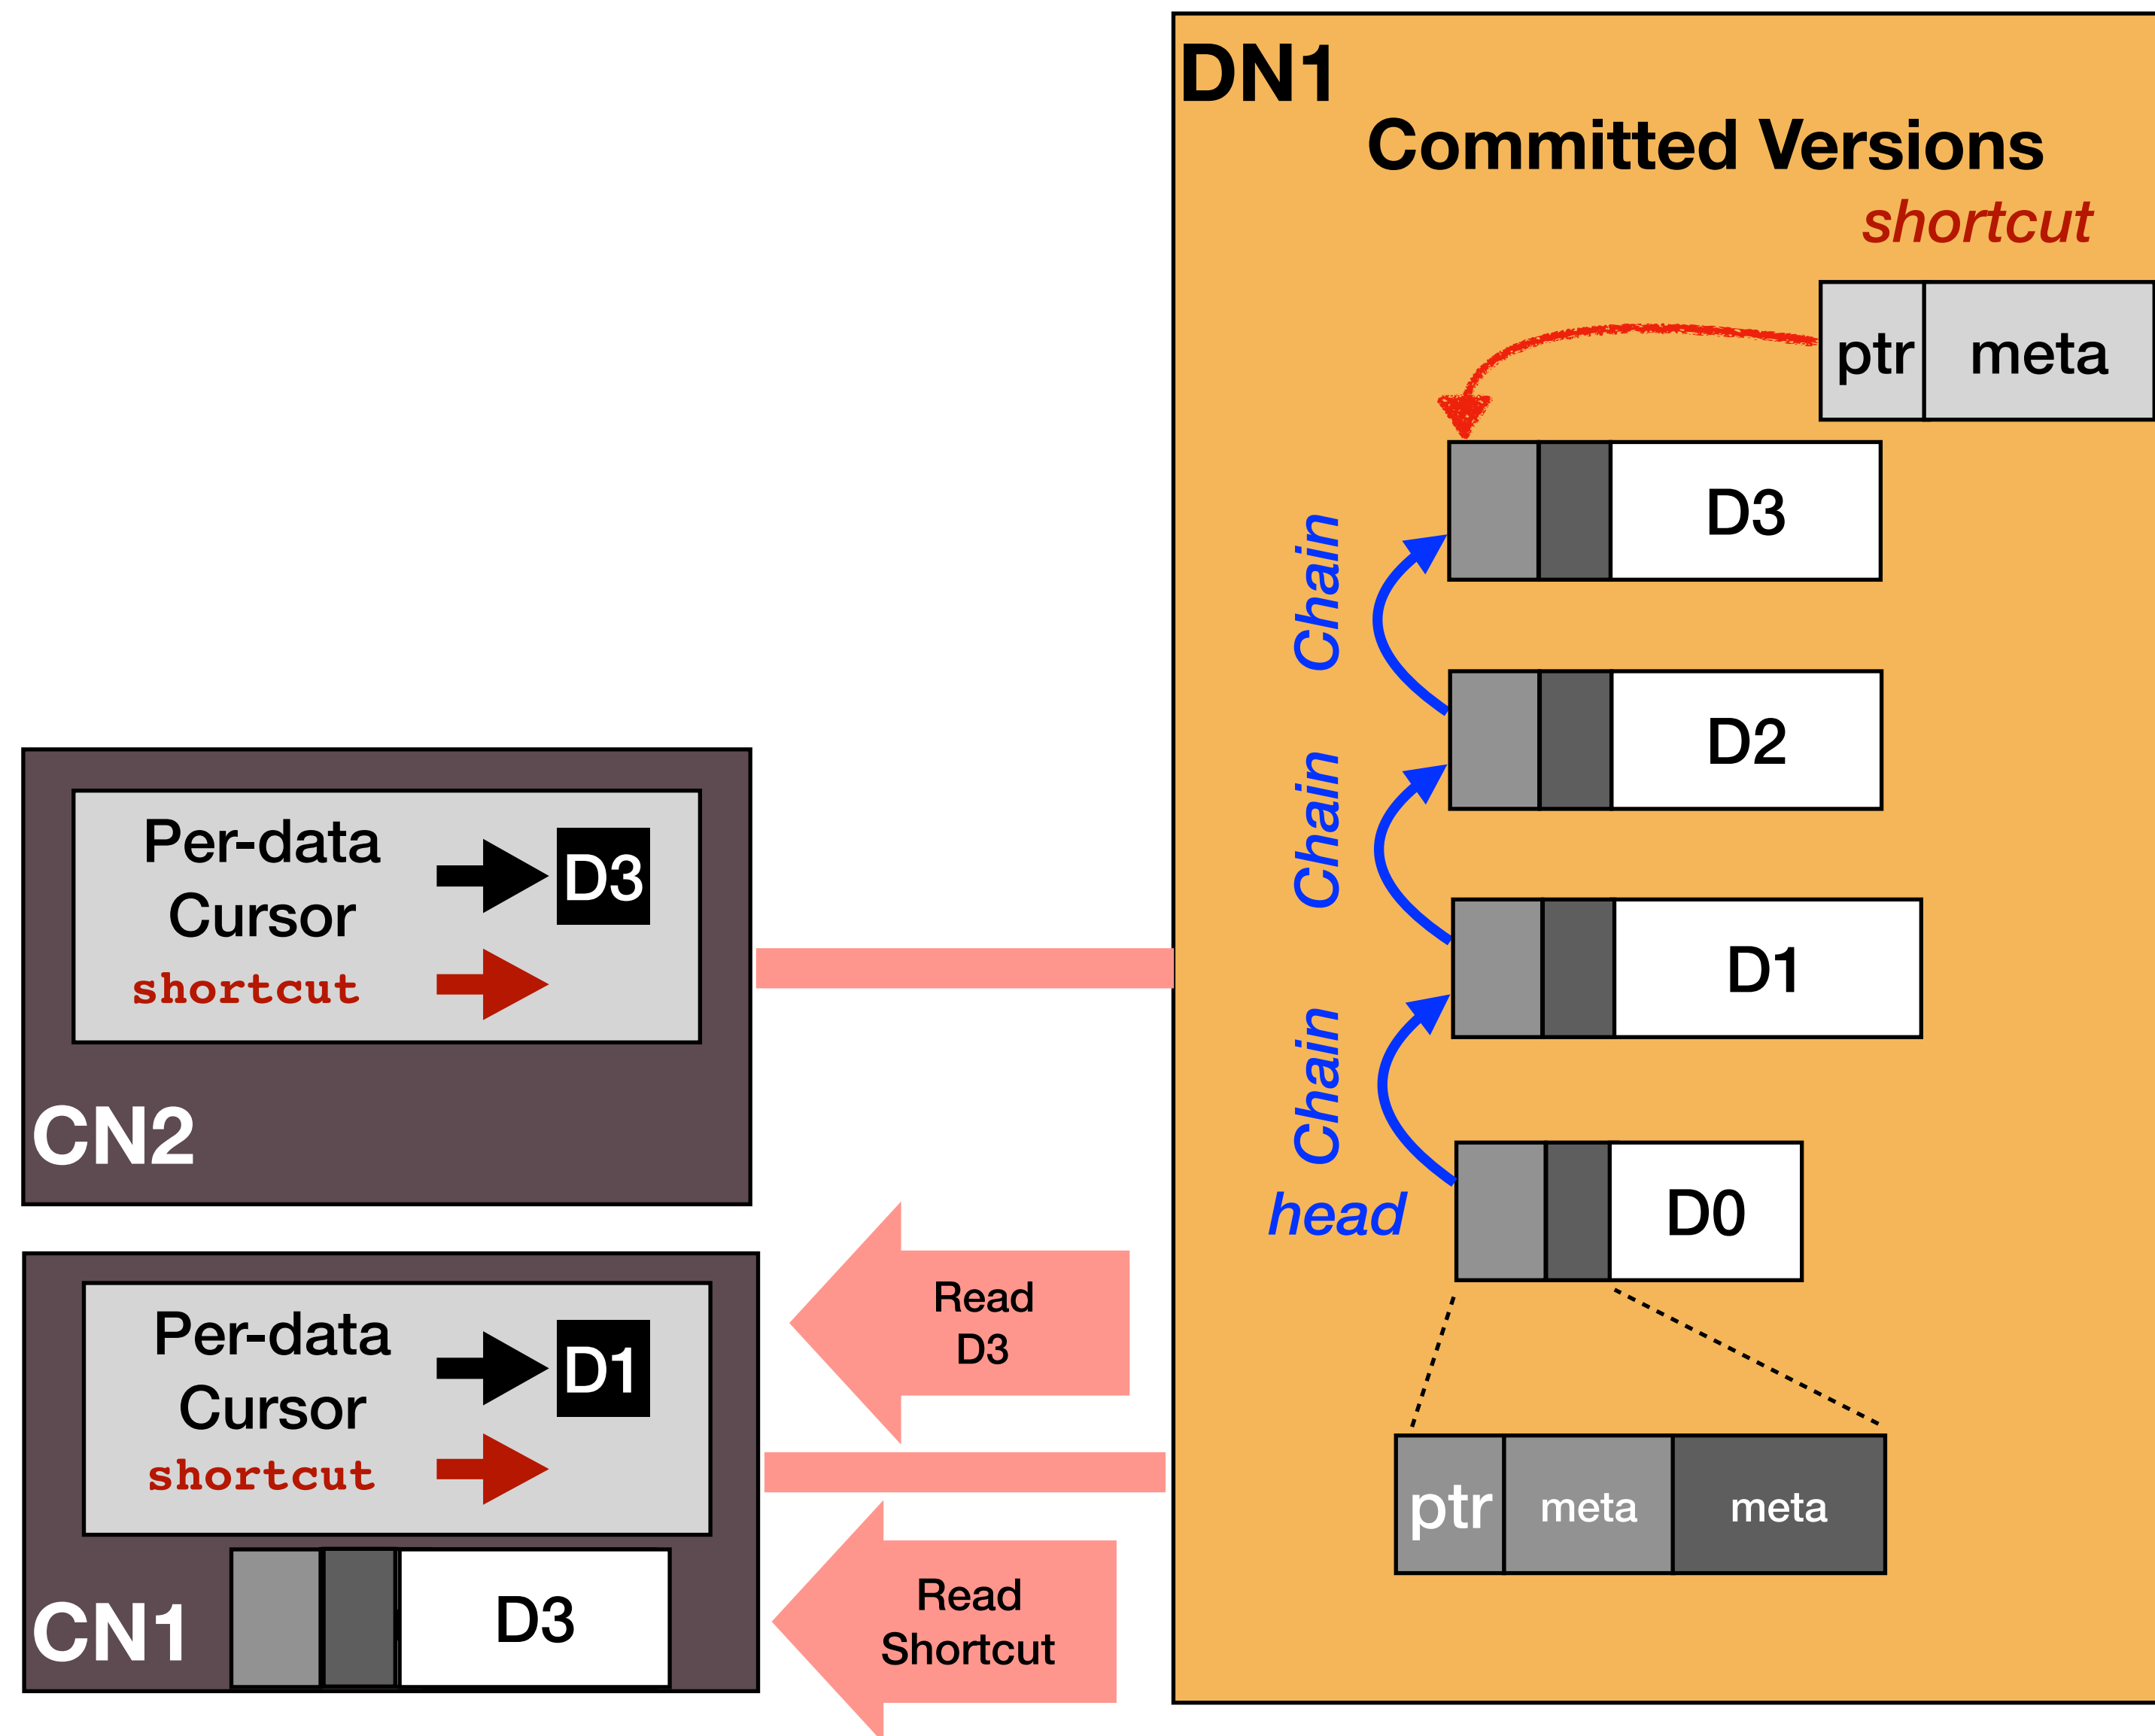 DN1
Committed Versions
shortcut
ptr meta
D3
Chain
D2
Chain
D1
Chain
head
D0
ptr meta meta
Per-data
Cursor
D3
shortcut
CN2
Per-data
Cursor
D1
shortcut
CN1
D3
Read
D3
Read
Shortcut